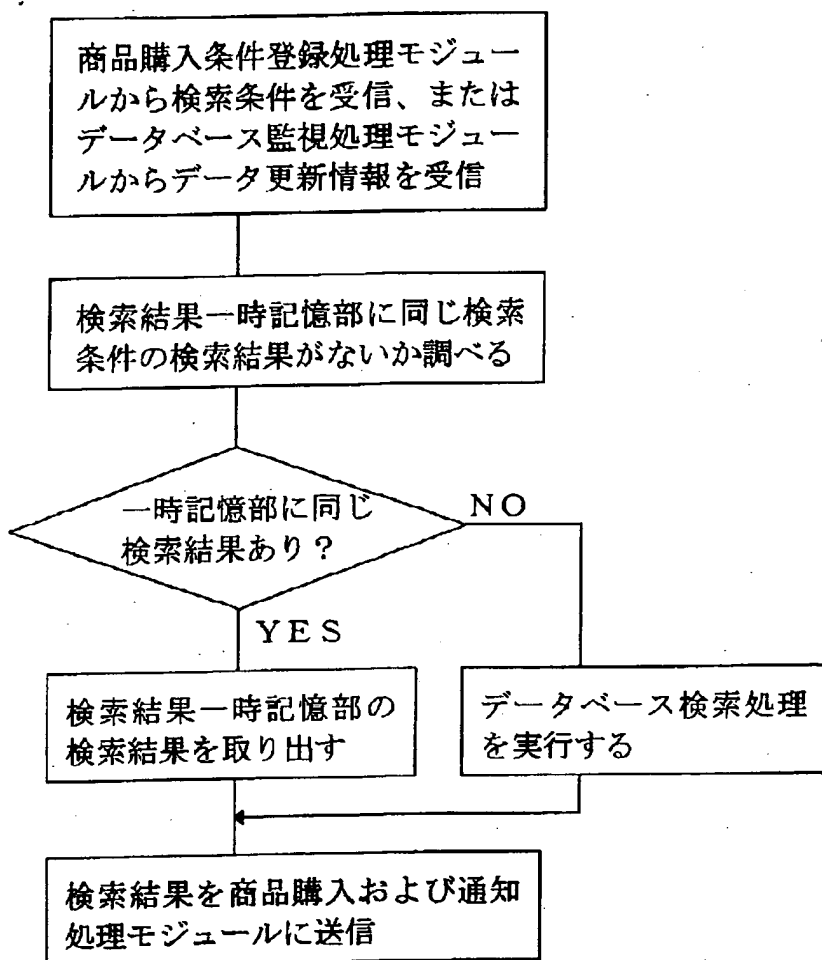 商品購入条件登録処理モジュー
ルから検索条件を受信、または
データベース監視処理モジュー
ルからデータ更新情報を受信
検索結果一時記憶部に同じ検索
条件の検索結果がないか調べる
一時記憶部に同じ
検索結果あり？
NO
YES
検索結果一時記憶部の
検索結果を取り出す
データベース検索処理
を実行する
検索結果を商品購入および通知
処理モジュールに送信